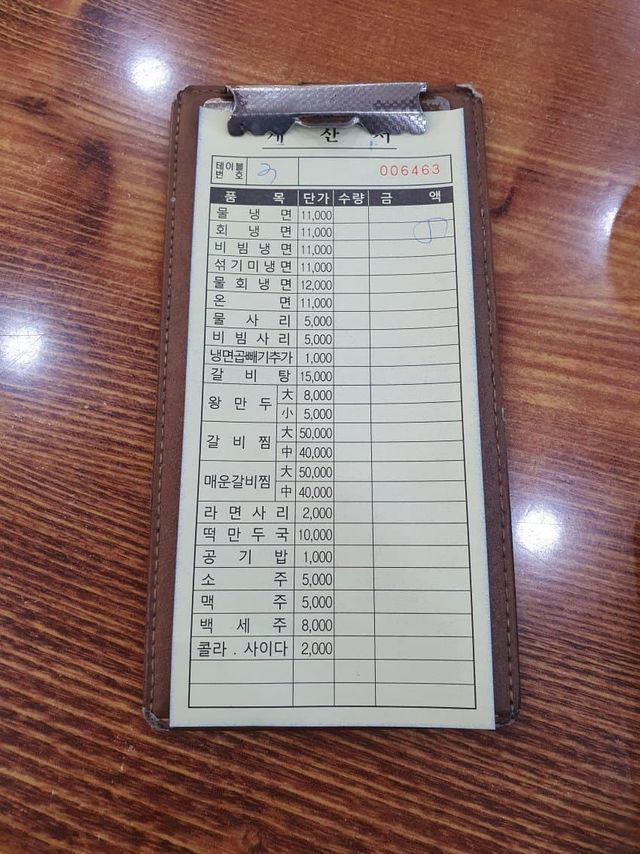 계 산 서
테이블 번호 006463
품 목 단가 수량 금 액
물 냉 면 11,000
회 냉 면 11,000
비 빔 냉 면 11,000
섞기미냉면 11,000
물 회 냉 면 12,000
온 면 11,000
물 사 리 5,000
비 빔 사 리 5,000
냉면곱빼기추가 1,000
갈 비 탕 15,000
왕 만 두 大 8,000
小 5,000
갈 비 찜 大 50,000
中 40,000
매운갈비찜 大 50,000
中 40,000
라 면 사 리 2,000
떡 만 두 국 10,000
공 기 밥 1,000
소 주 5,000
맥 주 5,000
백 세 주 8,000
콜라 . 사이다 2,000